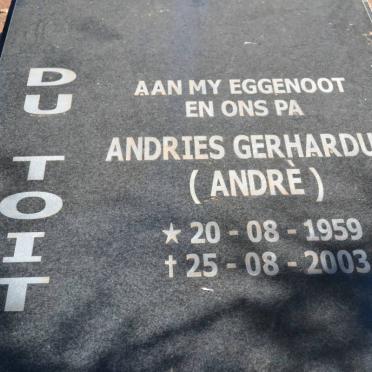 DU TOIT
AAN MY EGGENOOT
EN ONS PA
ANDRIES GERHARDU
( ANDRÈ )
★ 20 - 08 - 1959
✝ 25 - 08 - 2003